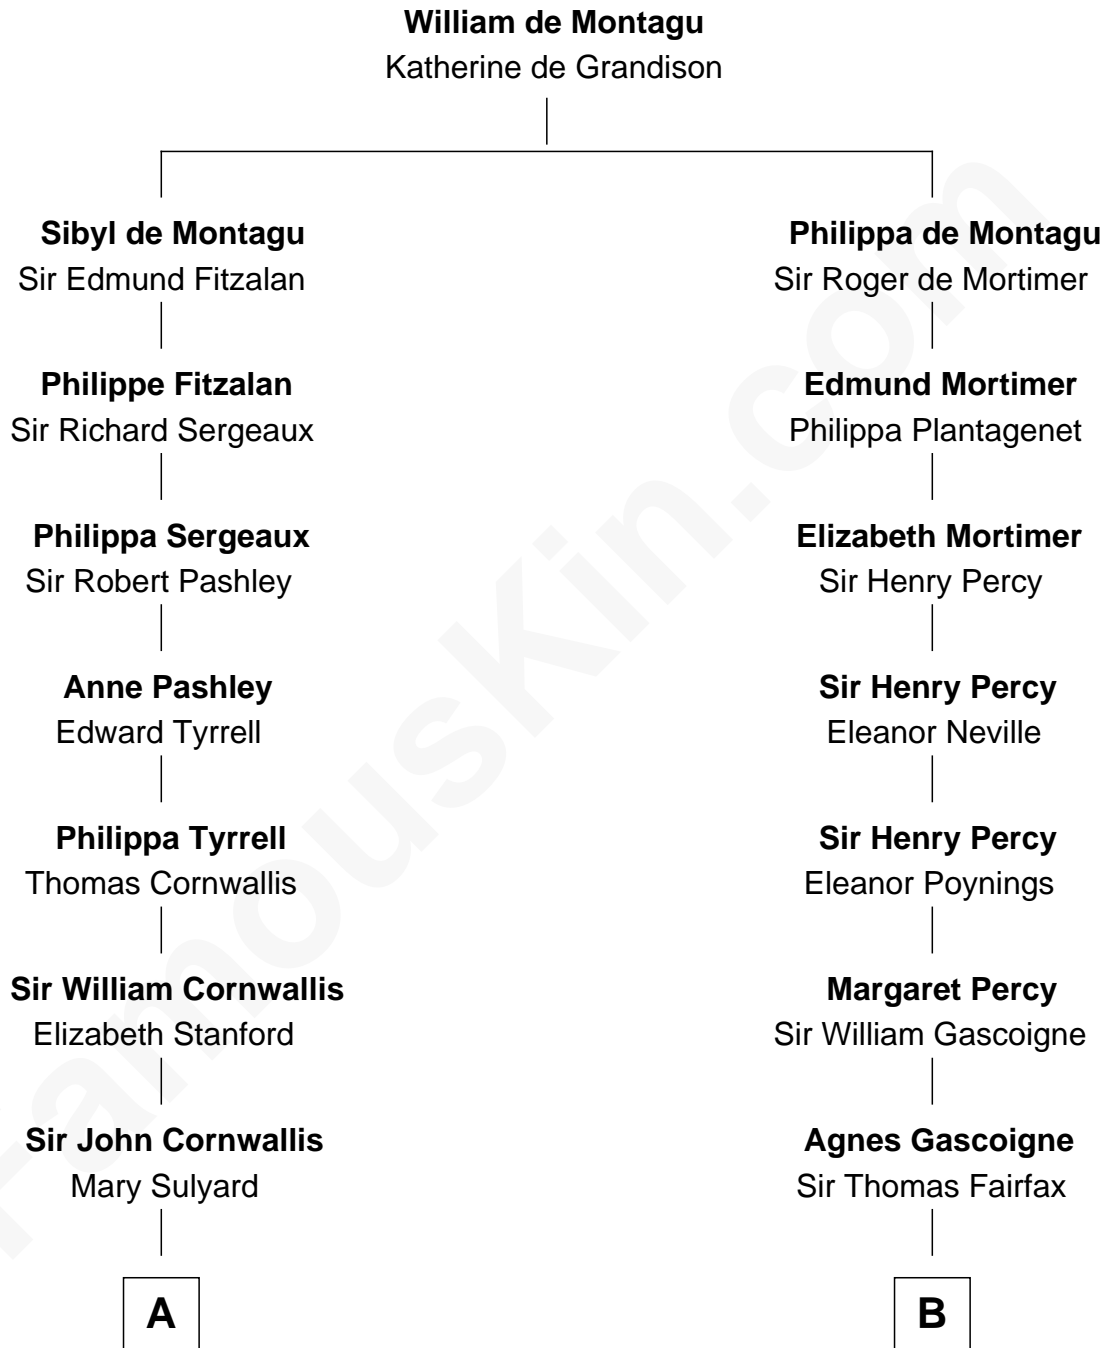 William de Montagu
Katherine de Grandison
Sibyl de Montagu
Sir Edmund Fitzalan
Philippa de Montagu
Sir Roger de Mortimer
Philippe Fitzalan
Sir Richard Sergeaux
Edmund Mortimer
Philippa Plantagenet
Philippa Sergeaux
Sir Robert Pashley
Elizabeth Mortimer
Sir Henry Percy
Anne Pashley
Edward Tyrrell
Sir Henry Percy
Eleanor Neville
Philippa Tyrrell
Thomas Cornwallis
Sir Henry Percy
Eleanor Poynings
Sir William Cornwallis
Elizabeth Stanford
Margaret Percy
Sir William Gascoigne
Sir John Cornwallis
Mary Sulyard
Agnes Gascoigne
Sir Thomas Fairfax
A
B
FamousKin.com